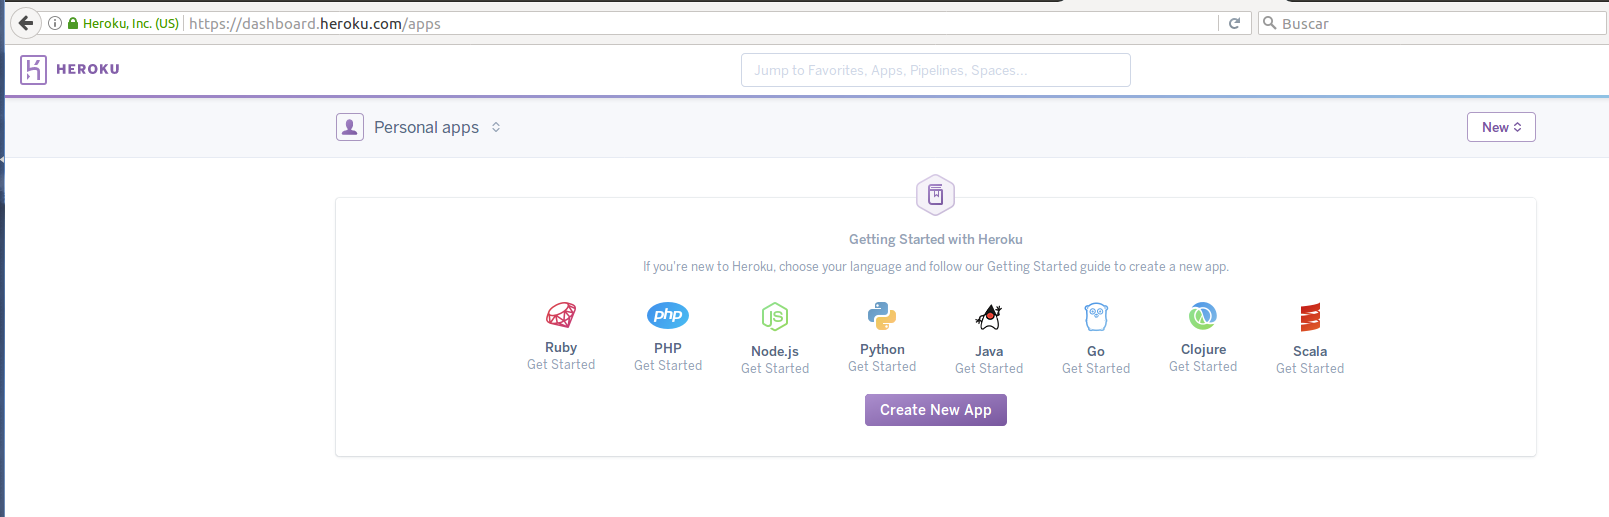 Heroku, Inc. (US) https://dashboard.heroku.com/apps Buscar
HEROKU Jump to Favorites, Apps, Pipelines, Spaces...
Personal apps New
Getting Started with Heroku
If you're new to Heroku, choose your language and follow our Getting Started guide to create a new app.
php JS
Ruby PHP Node.js Python Java Go Clojure Scala
Get Started Get Started Get Started Get Started Get Started Get Started Get Started Get Started
Create New App